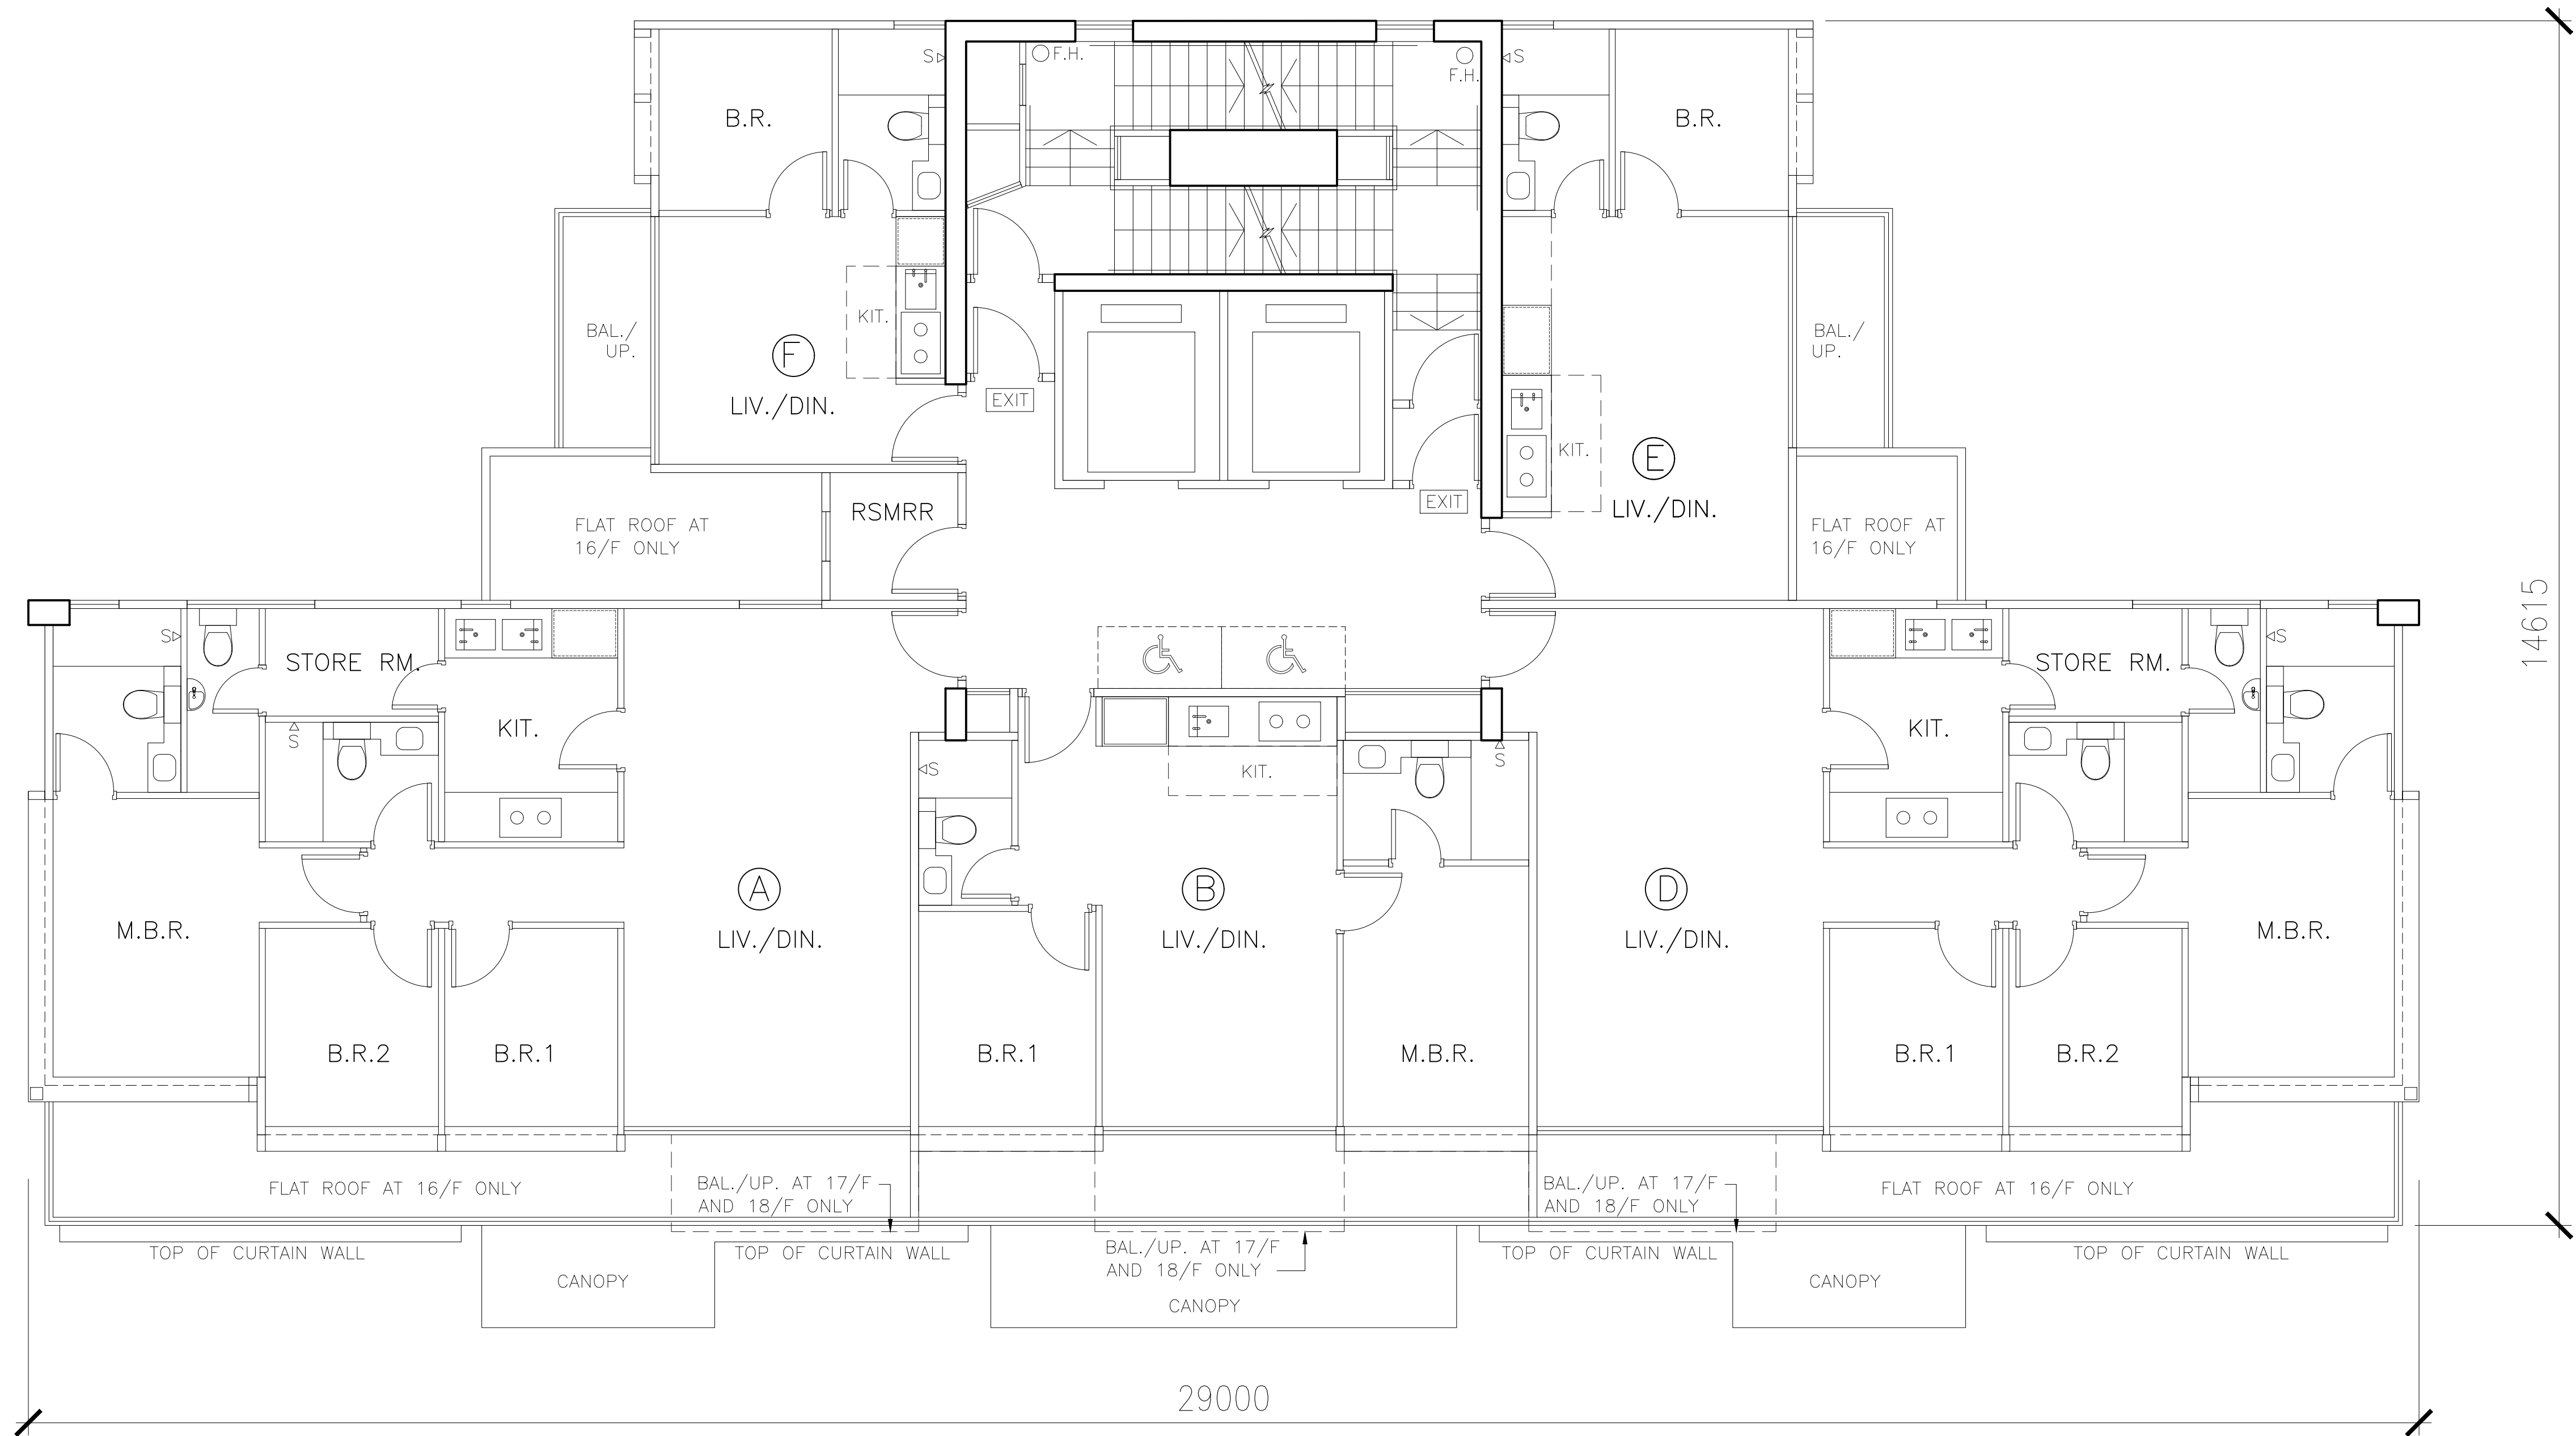 S
F.H.
F.H.
S
B.R.
B.R.
BAL./
UP.
KIT.
F
LIV./DIN.
EXIT
BAL./
UP.
KIT.
E
LIV./DIN.
EXIT
RSMRR
FLAT ROOF AT
16/F ONLY
FLAT ROOF AT
16/F ONLY
14615
S
STORE RM.
S
KIT.
S
KIT.
S
KIT.
STORE RM.
S
A
LIV./DIN.
B
LIV./DIN.
D
LIV./DIN.
M.B.R.
M.B.R.
B.R.2
B.R.1
B.R.1
M.B.R.
B.R.1
B.R.2
FLAT ROOF AT 16/F ONLY
BAL./UP. AT 17/F
AND 18/F ONLY
BAL./UP. AT 17/F
AND 18/F ONLY
FLAT ROOF AT 16/F ONLY
TOP OF CURTAIN WALL
TOP OF CURTAIN WALL
BAL./UP. AT 17/F
AND 18/F ONLY
TOP OF CURTAIN WALL
TOP OF CURTAIN WALL
CANOPY
CANOPY
CANOPY
29000